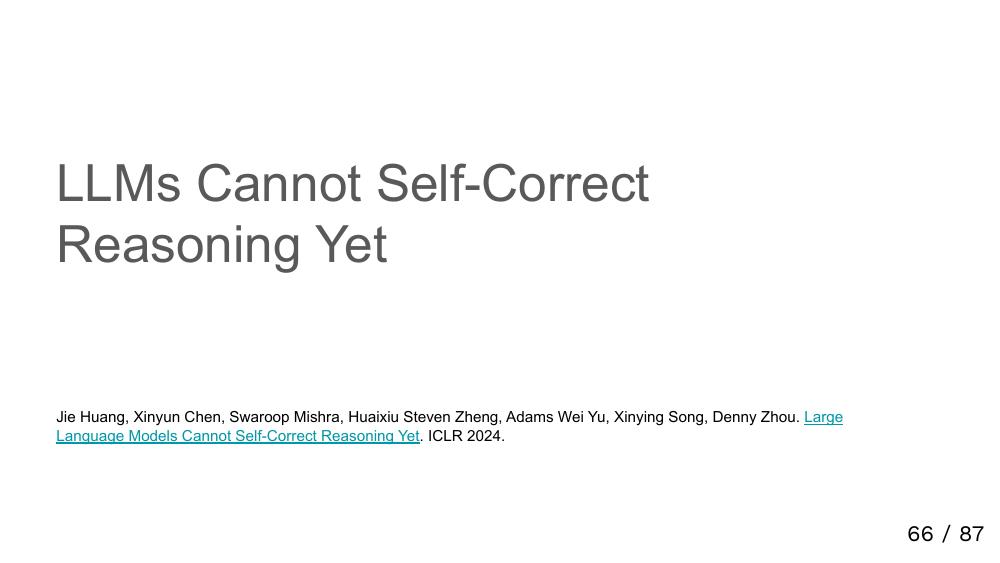 LLMs Cannot Self-Correct
Reasoning Yet
Jie Huang, Xinyun Chen, Swaroop Mishra, Huaixiu Steven Zheng, Adams Wei Yu, Xinying Song, Denny Zhou. Large
Language Models Cannot Self-Correct Reasoning Yet. ICLR 2024.
66 / 87